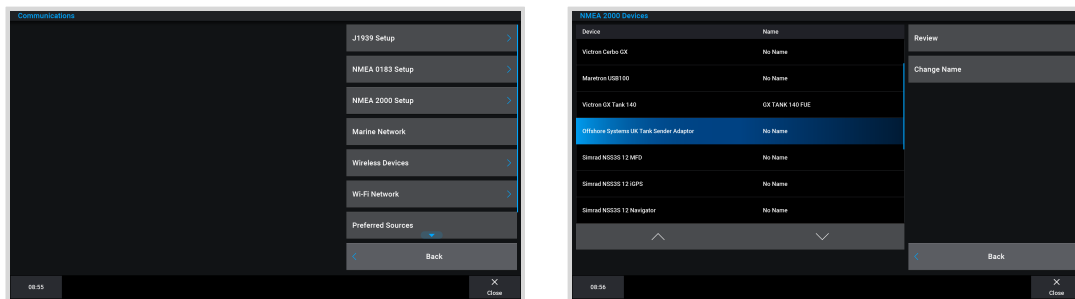 Communications
J1939 Setup
NMEA 0183 Setup
NMEA 2000 Setup
Marine Network
Wireless Devices
Wi-Fi Network
Preferred Sources
Back
08:55
Close
NMEA 2000 Devices
Device Name
Victron Cerbo GX No Name
Maretron USB100 No Name
Victron GX Tank 140 GX TANK 140 FUE
Offshore Systems UK Tank Sender Adaptor No Name
Simrad NSS3S 12 MFD No Name
Simrad NSS3S 12 iGPS No Name
Simrad NSS3S 12 Navigator No Name
Review
Change Name
Back
08:56
Close